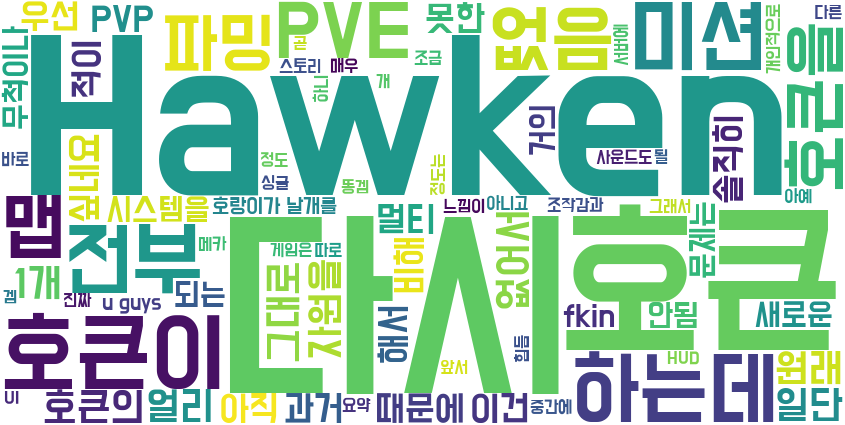 우선
PVP
파밍
PVE
못한
없음
미션
개인적으로
다른
곧
스토리
매우
조금
서버에
적이
하니
개
무척이나
Hawken
호큰을
거의
솔직히
바로
싶네요
정도
싱글
똥겜
정도는
사운드도
될
아예
맵
시스템을
호랑이가 날개를
멀티
느낌이
아니고
조작감과
그래서
문제는
전부
메카
게임은
따로
비해
없어서
다시
호큰
1개
겜
진짜
u guys
되는
그대로
자원을
해서
힘듬
fkin
안됨
새로운
호큰이
앞서
하는데
HUD
원래
UI
호큰의
얼리
아직
과거
요약
때문에
이건
중간에
일단